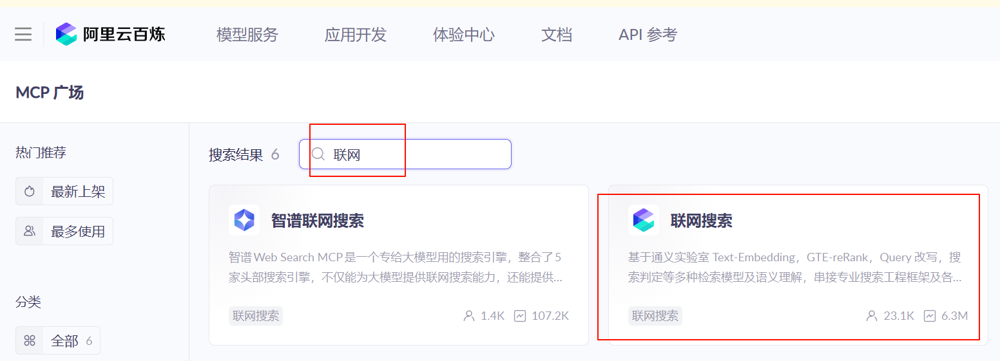 阿里云百炼 模型服务 应用开发 体验中心 文档 API 参考
MCP 广场
热门推荐
最新上架
最多使用
分类
全部 6
搜索结果 6 联网
智谱联网搜索
智谱 Web Search MCP 是一个专给大模型用的搜索引擎，整合了 5
家头部搜索引擎，不仅能为大模型提供联网搜索能力，还能提供...
联网搜索 1.4K 107.2K
联网搜索
基于通义实验室 Text-Embedding，GTE-reRank，Query 改写，搜
索判定等多种检索模型及语义理解，串接专业搜索工程框架及各...
联网搜索 23.1K 6.3M